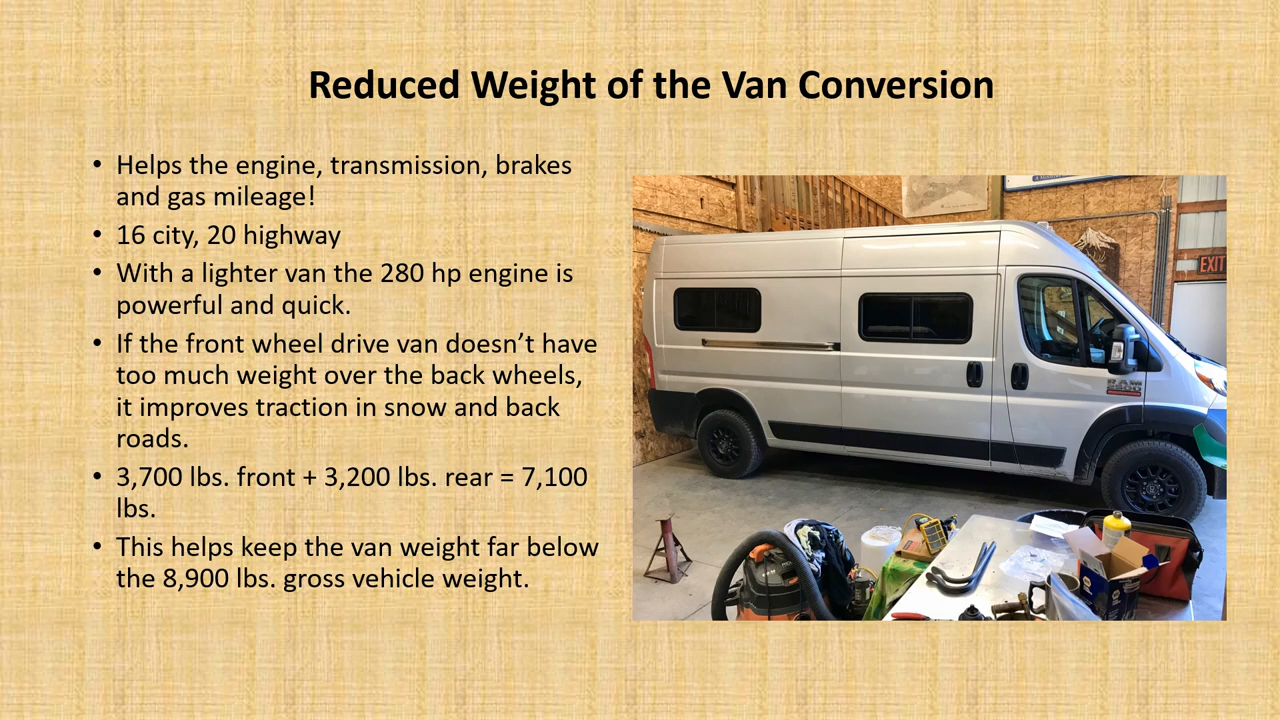 Reduced Weight of the Van Conversion
• Helps the engine, transmission, brakes
and gas mileage!
• 16 city, 20 highway
• With a lighter van the 280 hp engine is
powerful and quick.
• If the front wheel drive van doesn’t have
too much weight over the back wheels,
it improves traction in snow and back
roads.
• 3,700 lbs. front + 3,200 lbs. rear = 7,100
lbs.
• This helps keep the van weight far below
the 8,900 lbs. gross vehicle weight.
EXIT
RAM